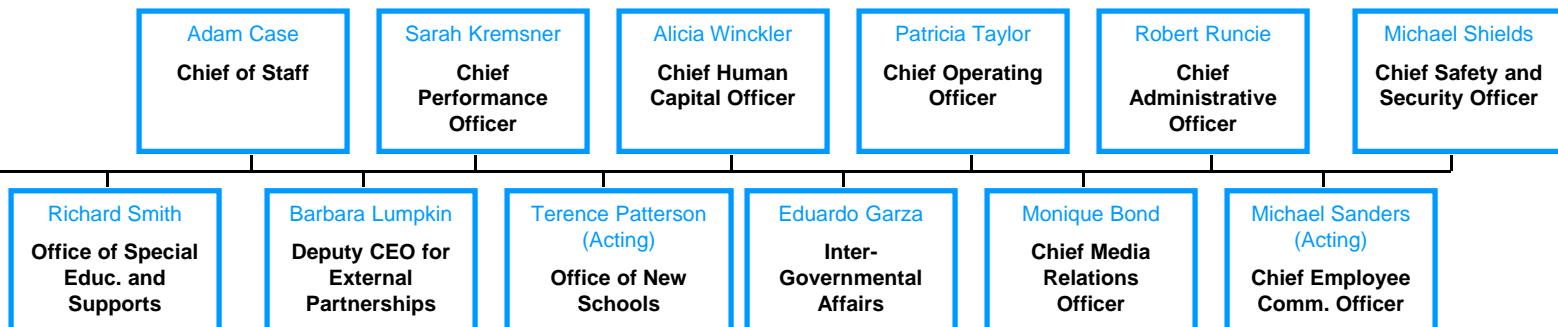 Adam Case
Chief of Staff
Sarah Kremsner
Chief
Performance
Officer
Alicia Winckler
Chief Human
Capital Officer
Patricia Taylor
Chief Operating
Officer
Robert Runcie
Chief
Administrative
Officer
Michael Shields
Chief Safety and
Security Officer
Richard Smith
Office of Special
Educ. and
Supports
Barbara Lumpkin
Deputy CEO for
External
Partnerships
Terence Patterson
(Acting)
Office of New
Schools
Eduardo Garza
Inter-
Governmental
Affairs
Monique Bond
Chief Media
Relations
Officer
Michael Sanders
(Acting)
Chief Employee
Comm. Officer